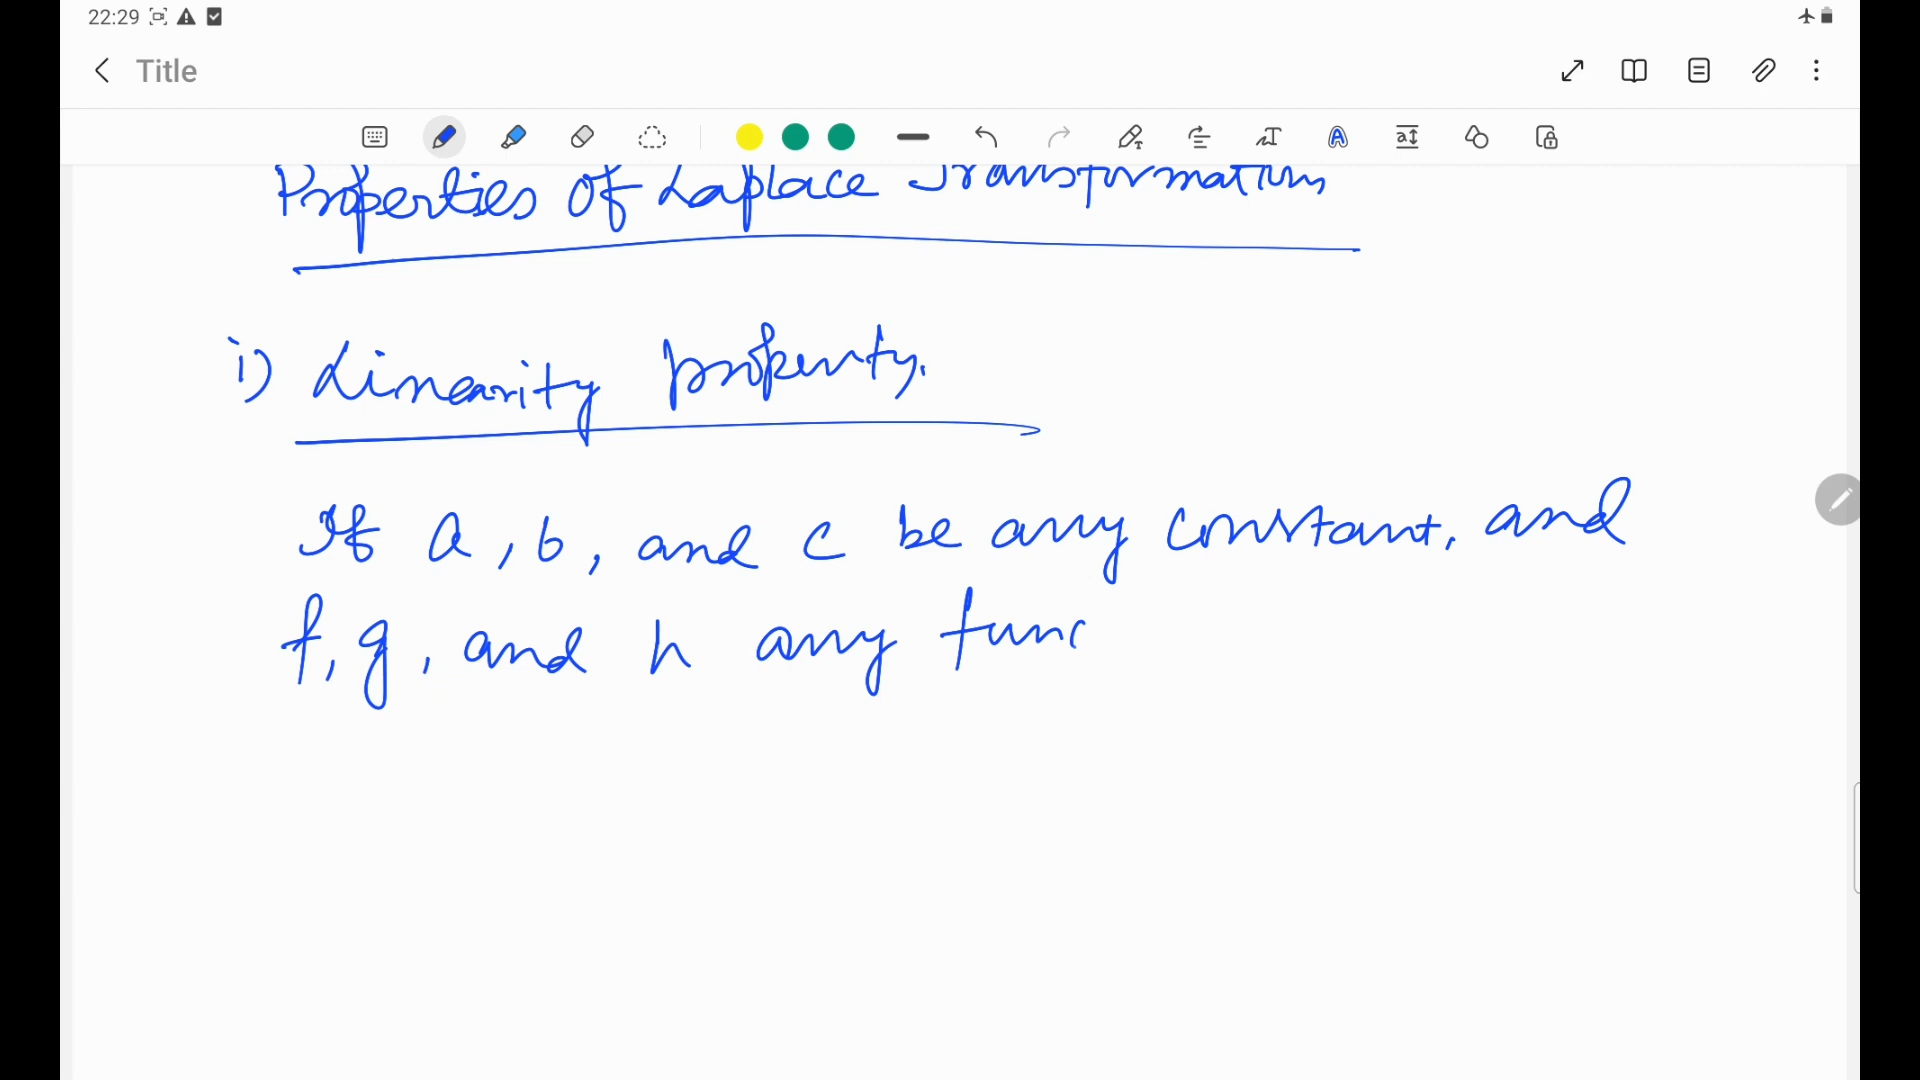 22:29
Title
Properties Of Laplace Transformation
i) Linearity property.
If a, b, and c be any constant, and
f, g, and h any func